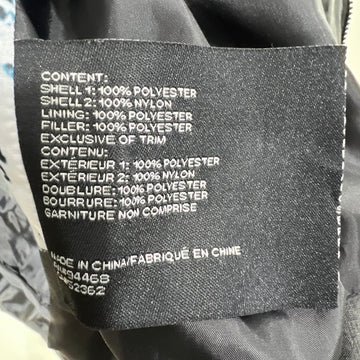 CONTENT:
SHELL 1: 100% POLYESTER
SHELL 2: 100% NYLON
LINING: 100% POLYESTER
FILLER: 100% POLYESTER
EXCLUSIVE OF TRIM
CONTENU:
EXTÉRIEUR 1: 100% POLYESTER
EXTÉRIEUR 2: 100% NYLON
DOUBLURE: 100% POLYESTER
BOURRURE: 100% POLYESTER
GARNITURE NON COMPRISE
MADE IN CHINA/FABRIQUÉ EN CHINE